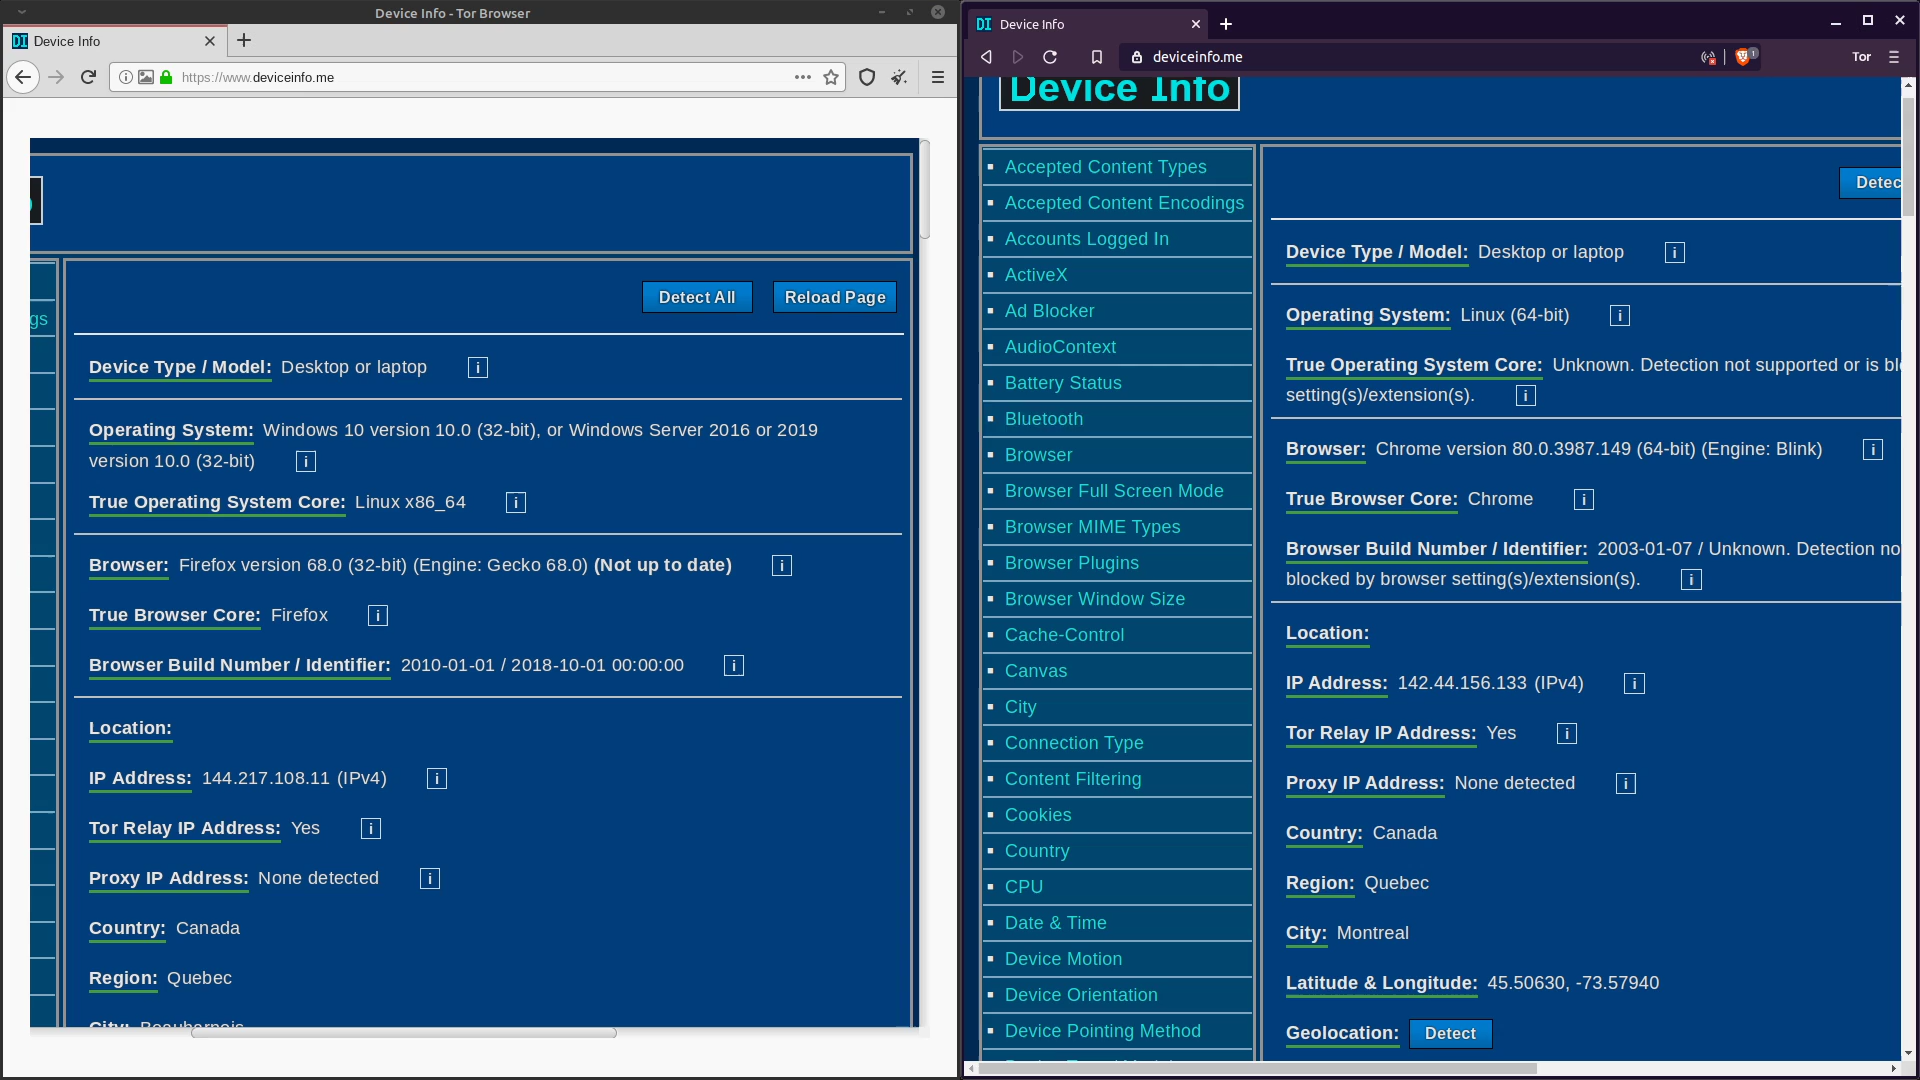 Device Info - Tor Browser
Device Info
https://www.deviceinfo.me
gs
Detect All Reload Page
Device Type / Model: Desktop or laptop i
Operating System: Windows 10 version 10.0 (32-bit), or Windows Server 2016 or 2019
version 10.0 (32-bit) i
True Operating System Core: Linux x86_64 i
Browser: Firefox version 68.0 (32-bit) (Engine: Gecko 68.0) (Not up to date) i
True Browser Core: Firefox i
Browser Build Number / Identifier: 2010-01-01 / 2018-10-01 00:00:00 i
Location:
IP Address: 144.217.108.11 (IPv4) i
Tor Relay IP Address: Yes i
Proxy IP Address: None detected i
Country: Canada
Region: Quebec
City: Beauharnois
DI Device Info
deviceinfo.me
1
Tor
Device Info
Accepted Content Types
Accepted Content Encodings
Accounts Logged In
ActiveX
Ad Blocker
AudioContext
Battery Status
Bluetooth
Browser
Browser Full Screen Mode
Browser MIME Types
Browser Plugins
Browser Window Size
Cache-Control
Canvas
City
Connection Type
Content Filtering
Cookies
Country
CPU
Date & Time
Device Motion
Device Orientation
Device Pointing Method
Detec
Device Type / Model: Desktop or laptop i
Operating System: Linux (64-bit) i
True Operating System Core: Unknown. Detection not supported or is bl
setting(s)/extension(s). i
Browser: Chrome version 80.0.3987.149 (64-bit) (Engine: Blink) i
True Browser Core: Chrome i
Browser Build Number / Identifier: 2003-01-07 / Unknown. Detection no
blocked by browser setting(s)/extension(s). i
Location:
IP Address: 142.44.156.133 (IPv4) i
Tor Relay IP Address: Yes i
Proxy IP Address: None detected i
Country: Canada
Region: Quebec
City: Montreal
Latitude & Longitude: 45.50630, -73.57940
Geolocation: Detect